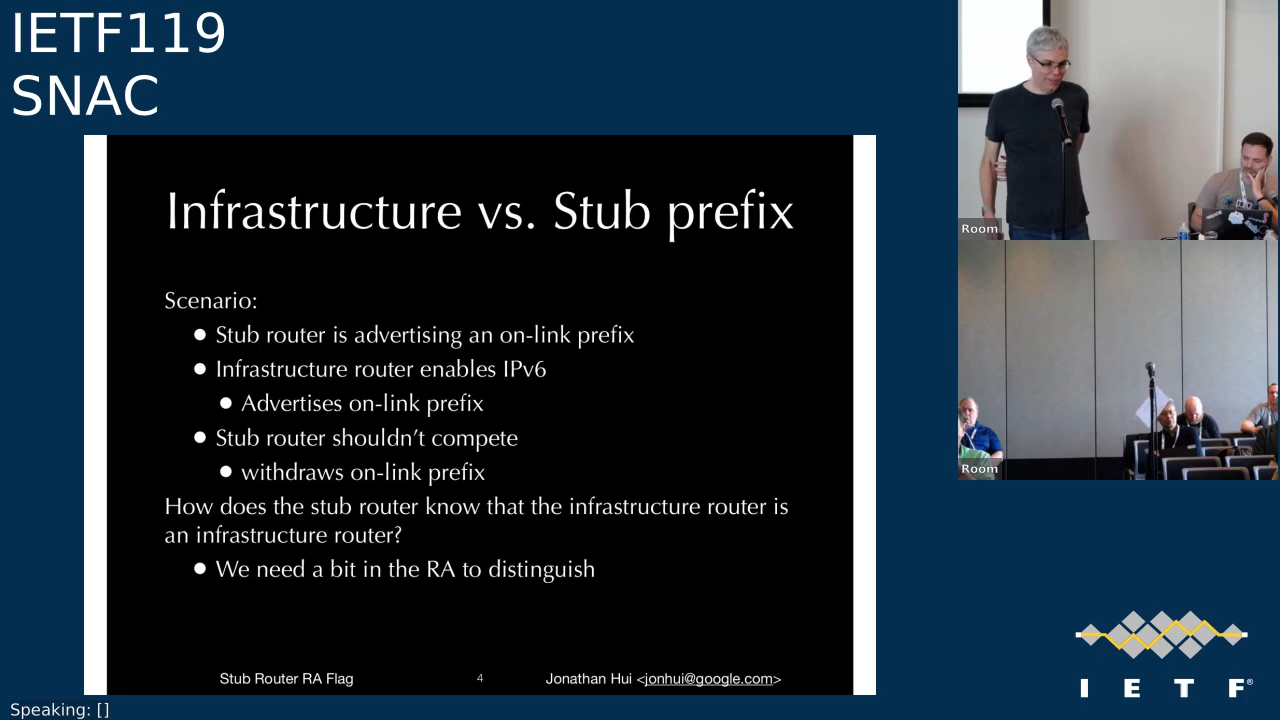 IETF119
SNAC
Infrastructure vs. Stub prefix
Scenario:
● Stub router is advertising an on-link prefix
● Infrastructure router enables IPv6
● Advertises on-link prefix
● Stub router shouldn’t compete
● withdraws on-link prefix
How does the stub router know that the infrastructure router is
an infrastructure router?
● We need a bit in the RA to distinguish
Stub Router RA Flag
4
Jonathan Hui <jonhui@google.com>
Room
Room
I E T F®
Speaking: []